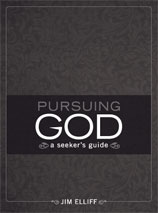 PURSUING
GOD
a seeker's guide
JIM ELLIFF